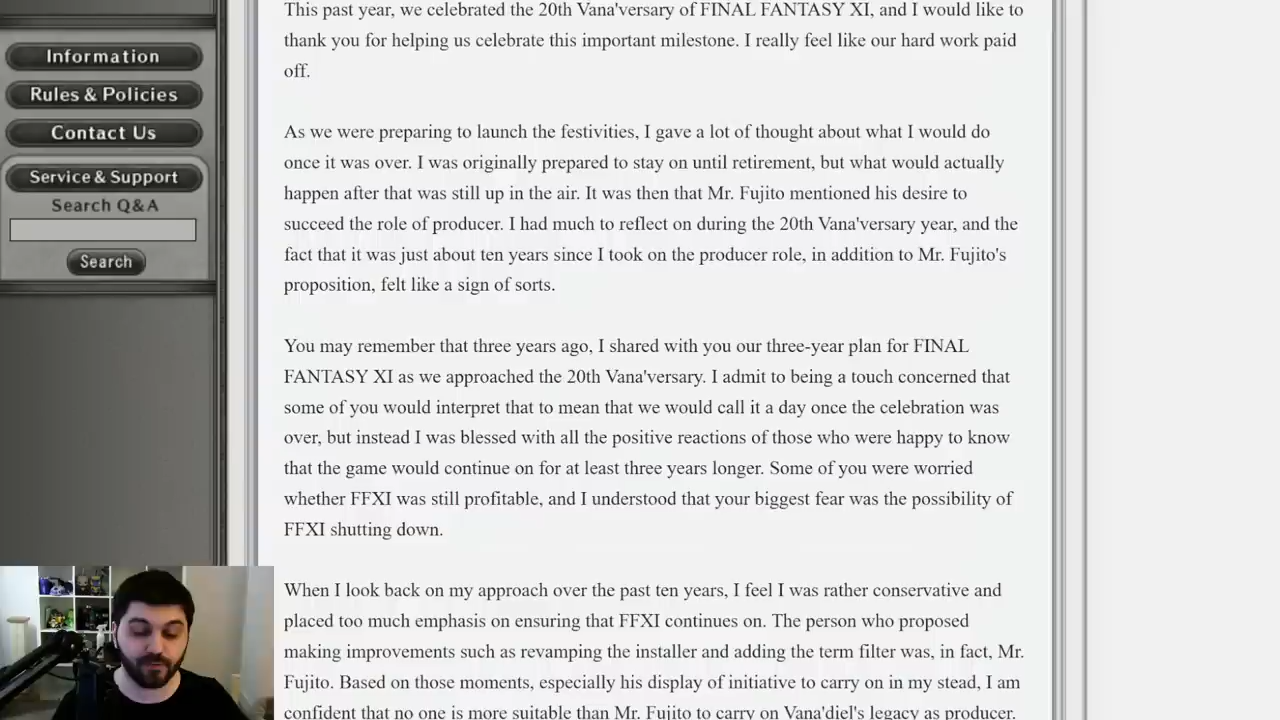 Information
Rules & Policies
Contact Us
Service & Support
Search Q&A
Search
This past year, we celebrated the 20th Vana'versary of FINAL FANTASY XI, and I would like to
thank you for helping us celebrate this important milestone. I really feel like our hard work paid
off.
As we were preparing to launch the festivities, I gave a lot of thought about what I would do
once it was over. I was originally prepared to stay on until retirement, but what would actually
happen after that was still up in the air. It was then that Mr. Fujito mentioned his desire to
succeed the role of producer. I had much to reflect on during the 20th Vana'versary year, and the
fact that it was just about ten years since I took on the producer role, in addition to Mr. Fujito's
proposition, felt like a sign of sorts.
You may remember that three years ago, I shared with you our three-year plan for FINAL
FANTASY XI as we approached the 20th Vana'versary. I admit to being a touch concerned that
some of you would interpret that to mean that we would call it a day once the celebration was
over, but instead I was blessed with all the positive reactions of those who were happy to know
that the game would continue on for at least three years longer. Some of you were worried
whether FFXI was still profitable, and I understood that your biggest fear was the possibility of
FFXI shutting down.
When I look back on my approach over the past ten years, I feel I was rather conservative and
placed too much emphasis on ensuring that FFXI continues on. The person who proposed
making improvements such as revamping the installer and adding the term filter was, in fact, Mr.
Fujito. Based on those moments, especially his display of initiative to carry on in my stead, I am
confident that no one is more suitable than Mr. Fujito to carry on Vana'diel's legacy as producer.